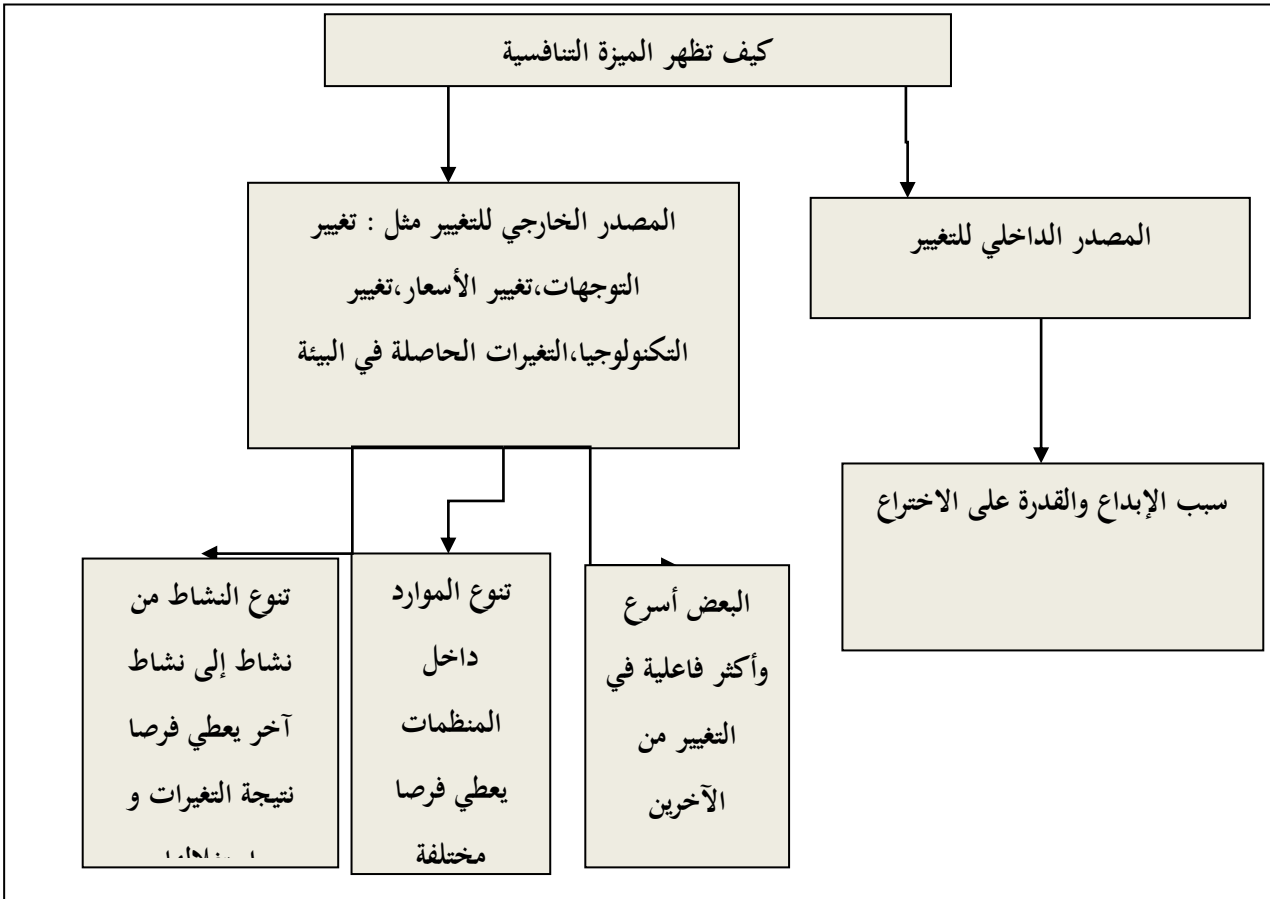 كيف تظهر الميزة التنافسية
المصدر الداخلي للتغيير
المصدر الخارجي للتغيير مثل : تغيير
التوجهات،تغيير الأسعار،تغيير
التكنولوجيا،التغيرات الحاصلة في البيئة
سبب الإبداع والقدرة على الاختراع
البعض أسرع
وأكثر فاعلية في
التغيير من
الآخرين
تنوع الموارد
داخل
المنظمات
يعطي فرصا
مختلفة
تنوع النشاط من
نشاط إلى نشاط
آخر يعطي فرصا
نتيجة التغيرات و